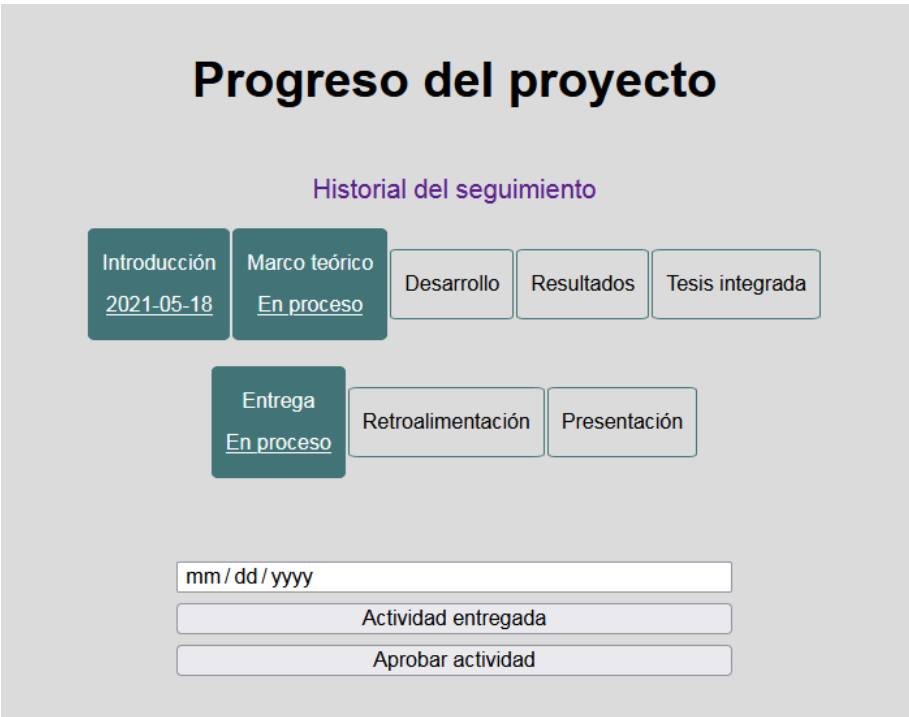 Progreso del proyecto
Historial del seguimiento
Introducción
2021-05-18
Marco teórico
En proceso
Desarrollo
Resultados
Tesis integrada
Entrega
En proceso
Retroalimentación
Presentación
mm/dd/yyyy
Actividad entregada
Aprobar actividad